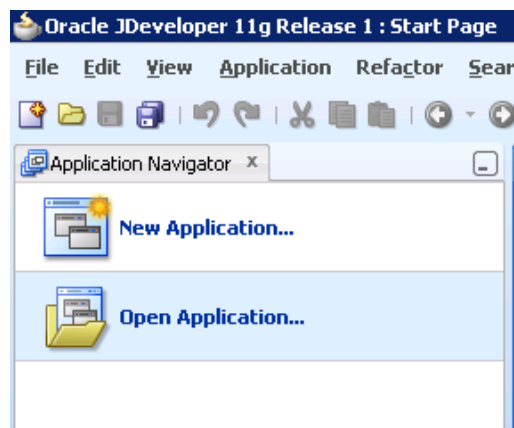 Oracle JDeveloper 11g Release 1 : Start Page
File Edit View Application Refactor
Application Navigator x
New Application...
Open Application...